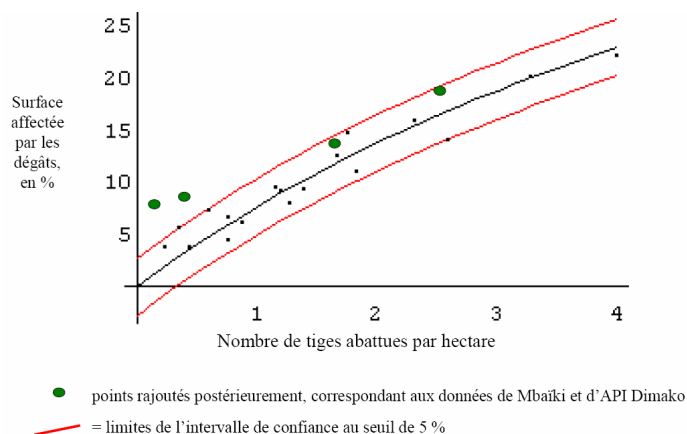 25
20
15
10
5
Surface
affectée
par les
dégâts,
en %
1 2 3 4
Nombre de tiges abattues par hectare
points rajoutés postérieurement, correspondant aux données de Mbaïki et d’API Dimako
= limites de l’intervalle de confiance au seuil de 5 %